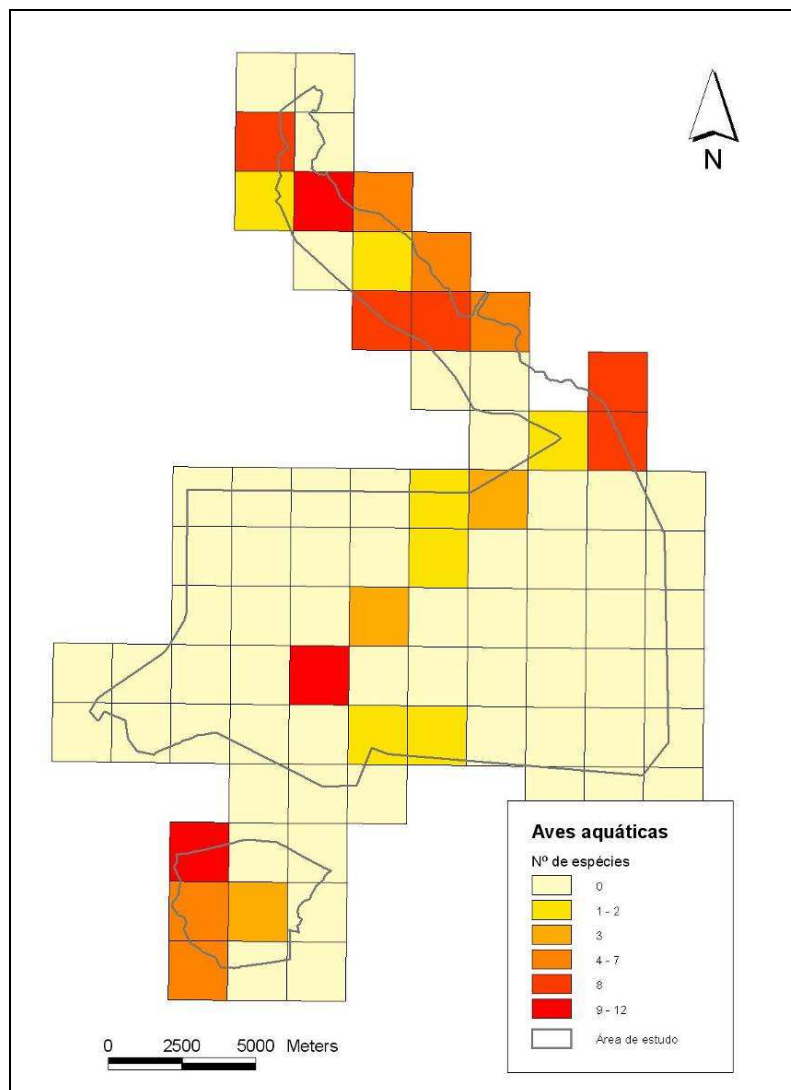 N
Aves aquáticas
Nº de espécies
0
1 - 2
3
4 - 7
8
9 - 12
Área de estudo
0 2500 5000 Meters